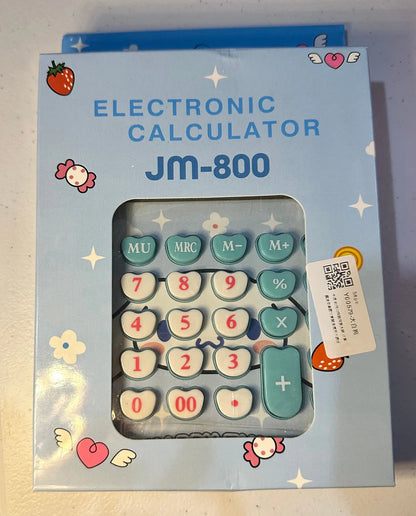 ELECTRONIC
CALCULATOR
JM-800
MU MRC M- M+
7 8 9 %
4 5 6 X
1 2 3 +
0 00 •